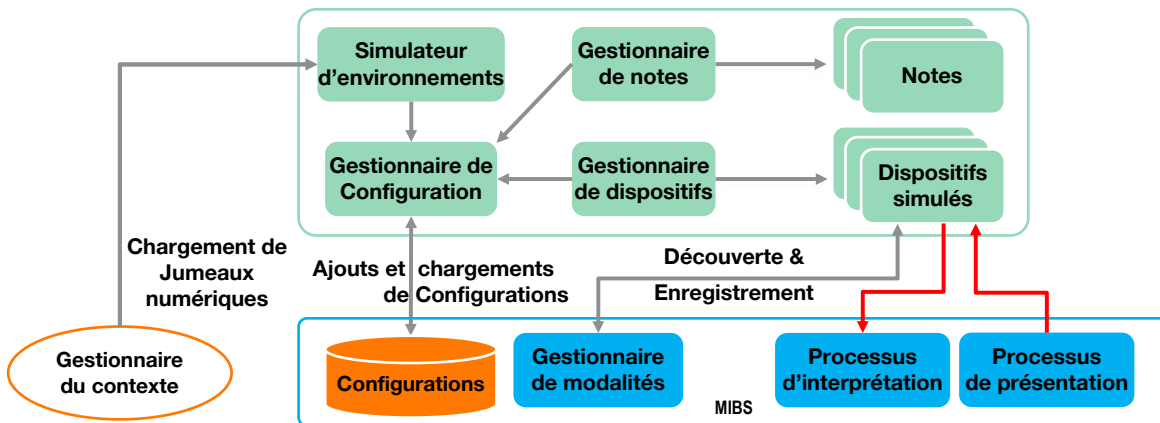 Simulateur
d'environnements
Gestionnaire
de notes
Notes
Gestionnaire de
Configuration
Gestionnaire
de dispositifs
Dispositifs
simulés
Chargement de
Jumeaux
numériques
Ajouts et chargements
de Configurations
Découverte &
Enregistrement
Gestionnaire
du contexte
Configurations
Gestionnaire
de modalités
Processus
d'interprétation
Processus
de présentation
MIBS